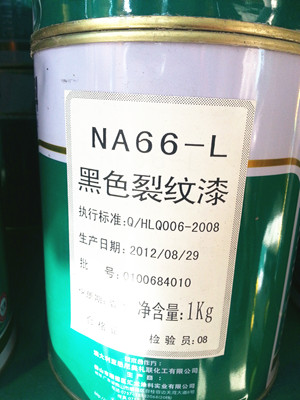 NA66-L
黑色裂纹漆
执行标准:Q/HLQ006-2008
生产日期:2012/08/29
批 号:0100684010
净含量:1Kg
检验员:08